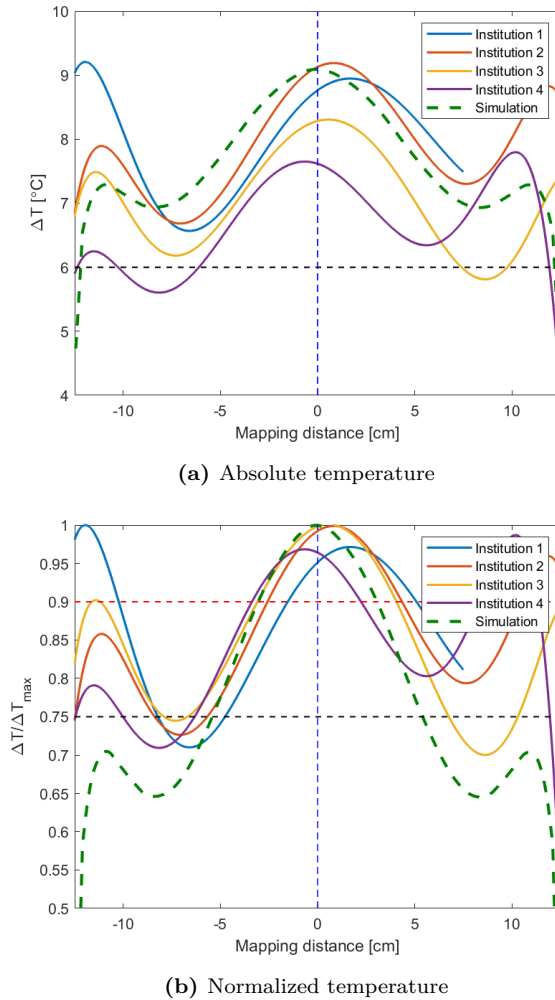 10
9
8
7
6
5
4
ΔT [°C]
-10 -5 0 5 10
Mapping distance [cm]
Institution 1
Institution 2
Institution 3
Institution 4
Simulation
(a) Absolute temperature
1
0.95
0.9
0.85
0.8
0.75
0.7
0.65
0.6
0.55
0.5
ΔT/ΔTmax
-10 -5 0 5 10
Mapping distance [cm]
Institution 1
Institution 2
Institution 3
Institution 4
Simulation
(b) Normalized temperature